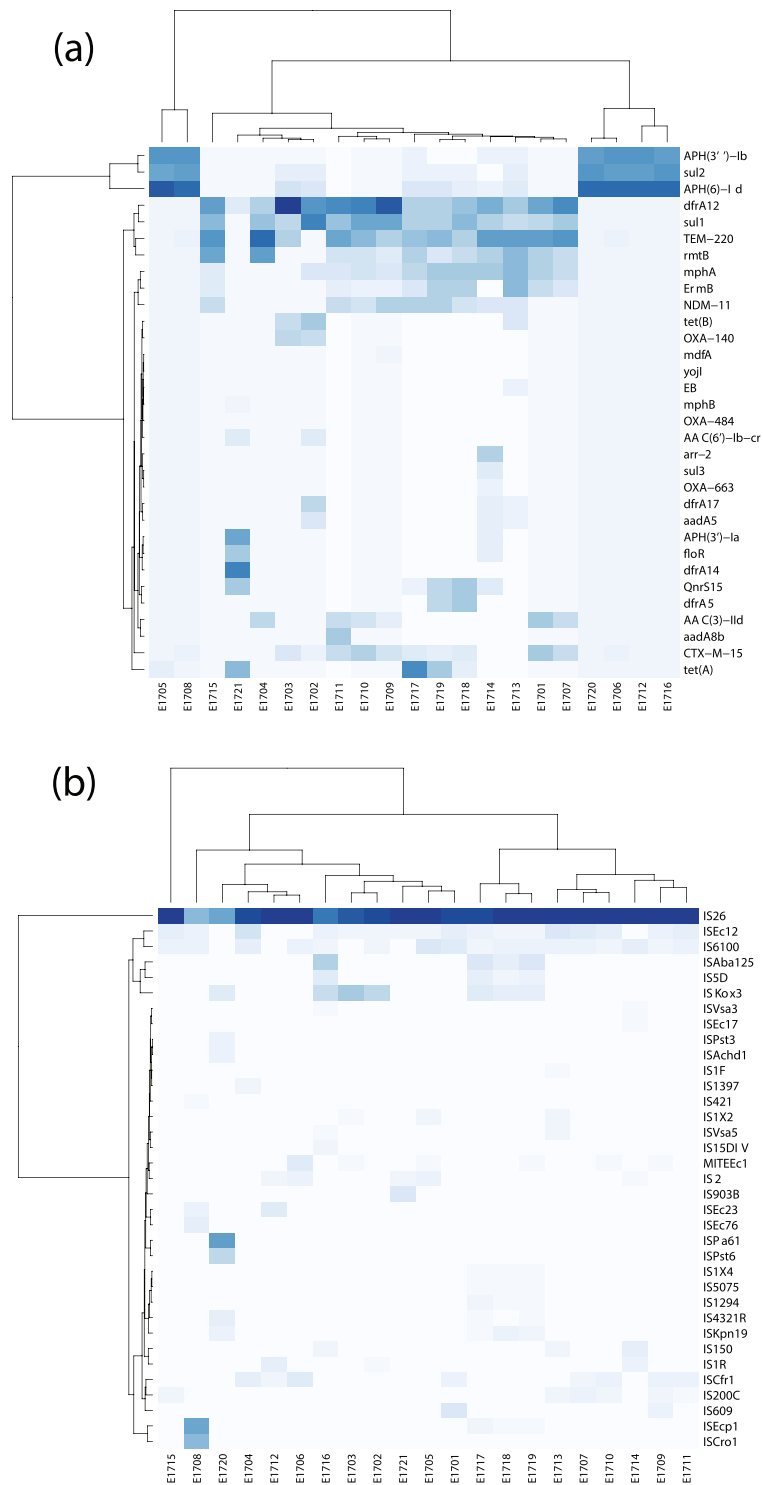 (a)
APH(3’ ’)−Ib
sul2
APH(6)−I d
dfrA12
sul1
TEM−220
rmtB
mphA
ErmB
NDM−11
tet(B)
OXA−140
mdfA
yojI
EB
mphB
OXA−484
AA C(6’)−Ib−cr
arr−2
sul3
OXA−663
dfrA17
aadA5
APH(3’)−Ia
floR
dfrA14
QnrS15
dfrA5
AA C(3)−IId
aadA8b
CTX−M−15
tet(A)
E1705 E1708 E1715 E1721 E1704 E1703 E1702 E1711 E1710 E1709 E1717 E1719 E1718 E1714 E1713 E1701 E1707 E1720 E1706 E1712 E1716
(b)
IS26
ISEc12
IS6100
ISAba125
IS5D
IS Kox3
ISVsa3
ISEc17
ISPst3
ISAchd1
IS1F
IS1397
IS421
IS1X2
ISVsa5
IS15DI V
MITEEc1
IS 2
IS903B
ISEc23
ISEc76
ISP a61
ISPst6
IS1X4
IS5075
IS1294
IS4321R
ISKpn19
IS150
IS1R
ISCfr1
IS200C
IS609
ISEcp1
ISCro1
E1715 E1708 E1720 E1704 E1712 E1706 E1716 E1703 E1702 E1721 E1705 E1701 E1717 E1718 E1719 E1713 E1707 E1710 E1714 E1709 E1711